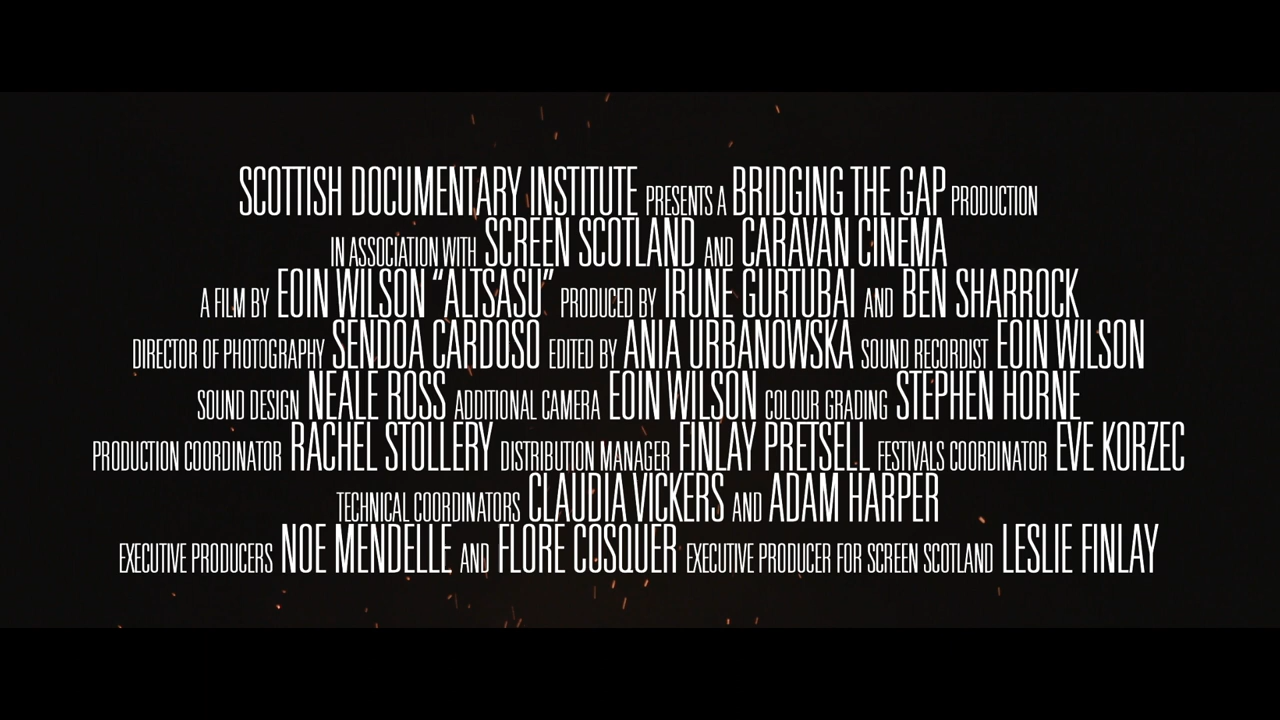 SCOTTISH DOCUMENTARY INSTITUTE PRESENTS A BRIDGING THE GAP PRODUCTION
IN ASSOCIATION WITH SCREEN SCOTLAND AND CARAVAN CINEMA
A FILM BY EOIN WILSON "ALTSASU" PRODUCED BY IRUNE GURTUBAI AND BEN SHARROCK
DIRECTOR OF PHOTOGRAPHY SENDOA CARDOSO EDITED BY ANIA URBANOWSKA SOUND RECORDIST EOIN WILSON
SOUND DESIGN NEALE ROSS ADDITIONAL CAMERA EOIN WILSON COLOUR GRADING STEPHEN HORNE
PRODUCTION COORDINATOR RACHEL STOLLERY DISTRIBUTION MANAGER FINLAY PRETSELL FESTIVALS COORDINATOR EVE KORZEC
TECHNICAL COORDINATORS CLAUDIA VICKERS AND ADAM HARPER
EXECUTIVE PRODUCERS NOE MENDELLE AND FLORE COSQUER EXECUTIVE PRODUCER FOR SCREEN SCOTLAND LESLIE FINLAY